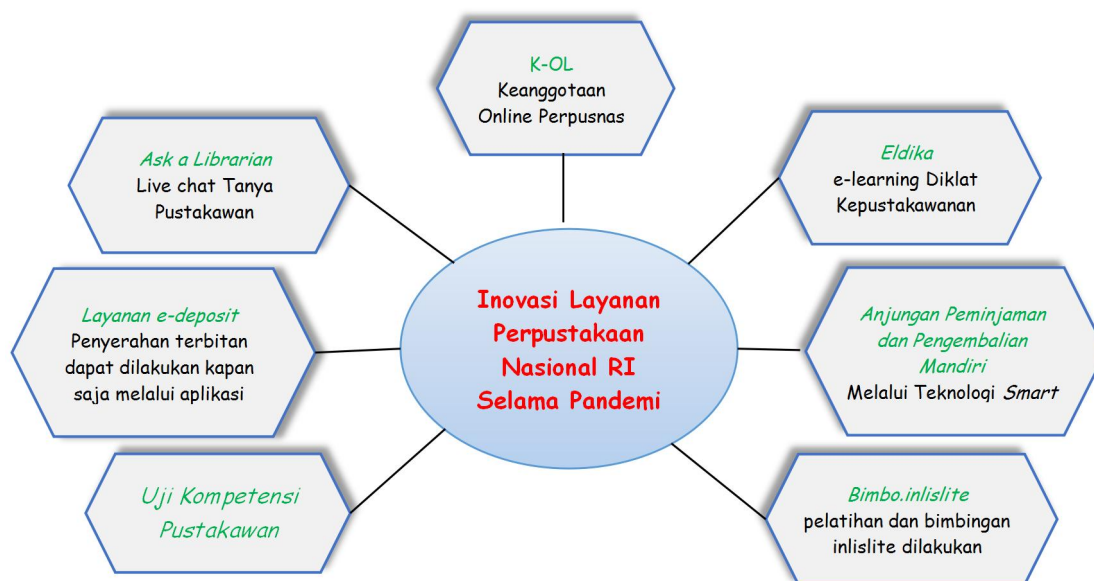 K-OL
Keanggotaan
Online Perpusnas
Ask a Librarian
Live chat Tanya
Pustakawan
Eldika
e-learning Diklat
Kepustakawanan
Inovasi Layanan
Perpustakaan
Nasional RI
Selama Pandemi
Layanan e-deposit
Penyerahan terbitan
dapat dilakukan kapan
saja melalui aplikasi
Anjungan Peminjaman
dan Pengembalian
Mandiri
Melalui Teknologi Smart
Uji Kompetensi
Pustakawan
Bimbo.inlislite
pelatihan dan bimbingan
inlislite dilakukan